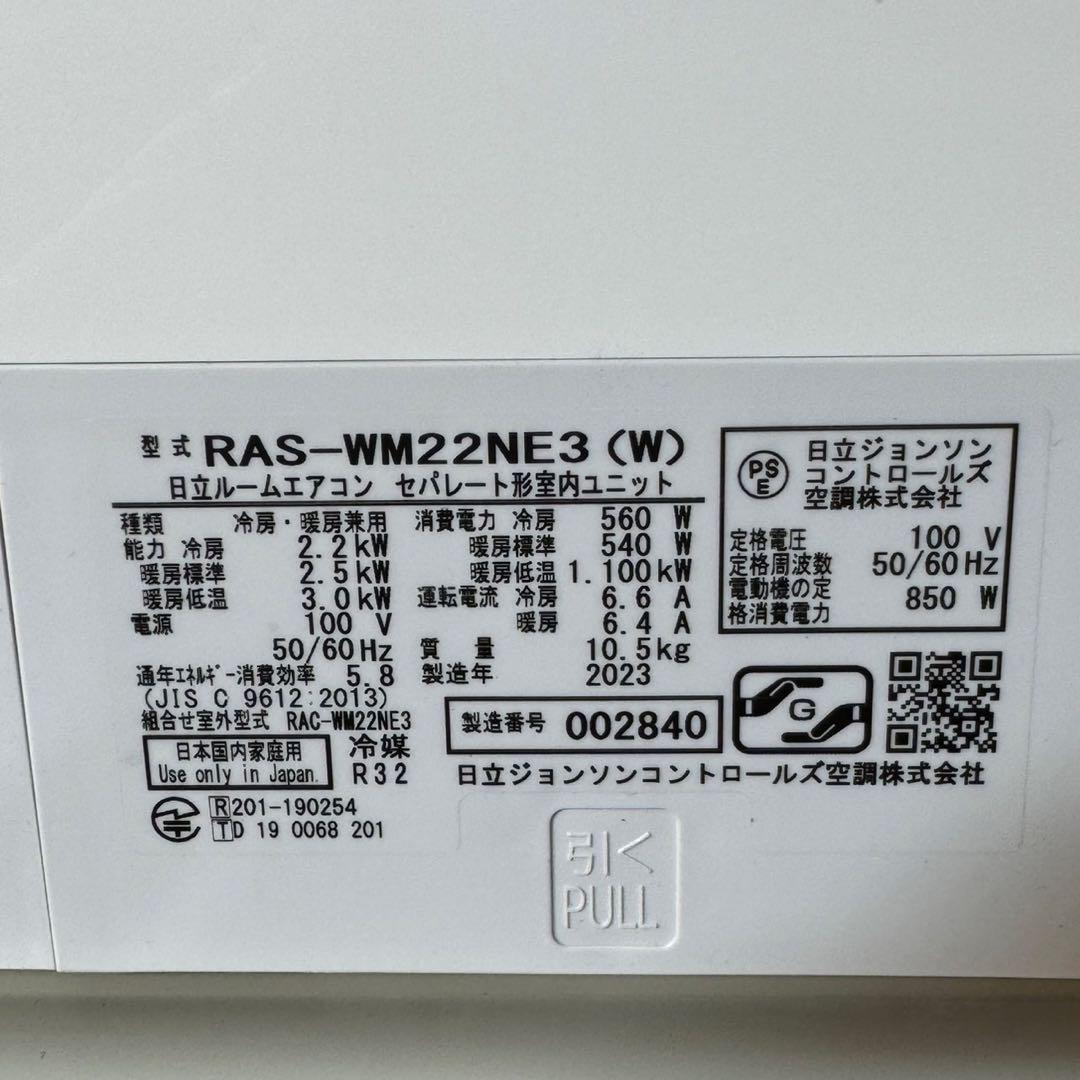 型式 RAS-WM22NE3 (W)
日立ルームエアコン セパレート形室内ユニット
種類 冷房・暖房兼用
能力 冷房 2.2kW
暖房標準 2.5kW
暖房低温 3.0kW
電源 100 V
50/60Hz
通年エネルギー消費効率 5.8
(JIS C 9612:2013)
組合せ室外型式 RAC-WM22NE3
日本国内家庭用
Use only in Japan.
冷媒
R32
R201-190254
TD 19 0068 201
消費電力 冷房 560 W
暖房標準 540 W
暖房低温 1.100kW
運転電流 冷房 6.6 A
暖房 6.4 A
質量 10.5kg
製造年 2023
製造番号 002840
日立ジョンソンコントロールズ空調株式会社
PS
E
日立ジョンソン
コントロールズ
空調株式会社
定格電圧 100 V
定格周波数 50/60Hz
電動機の定
格消費電力 850 W
G
引く
PULL